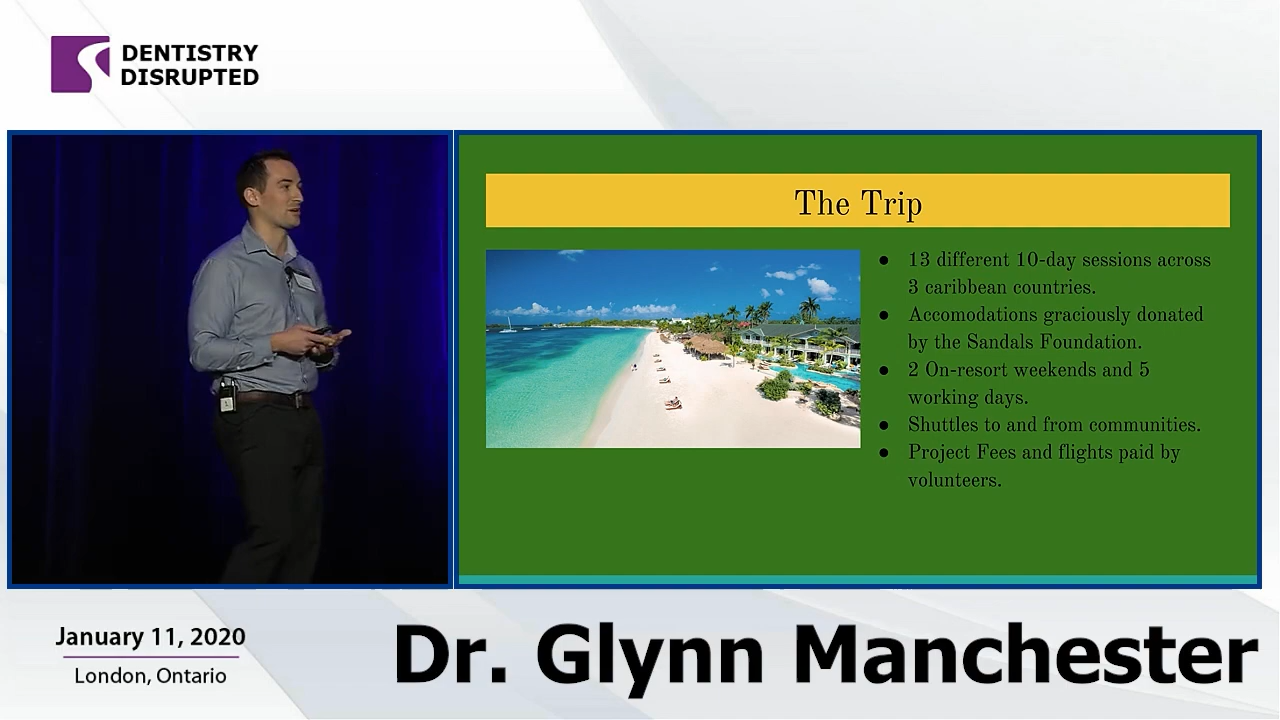 DENTISTRY
DISRUPTED
The Trip
● 13 different 10-day sessions across
3 caribbean countries.
● Accomodations graciously donated
by the Sandals Foundation.
● 2 On-resort weekends and 5
working days.
● Shuttles to and from communities.
● Project Fees and flights paid by
volunteers.
January 11, 2020
London, Ontario
Dr. Glynn Manchester